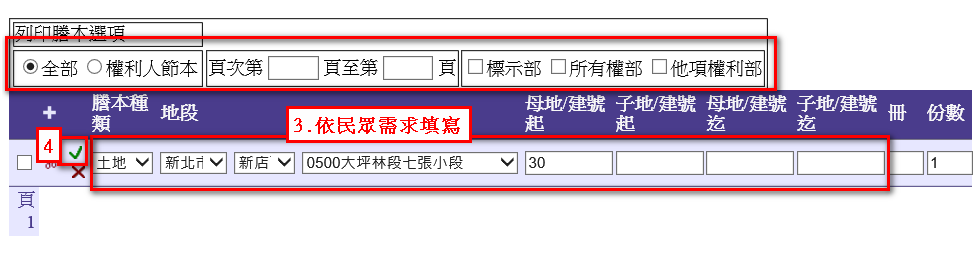 列印謄本選項
全部 權利人節本 頁次第 頁至第 頁 標示部 所有權部 他項權利部
+ 謄本種類 地段 母地/建號起 子地/建號起 母地/建號迄 子地/建號迄 冊 份數
3.依民眾需求填寫
4
土地 新北市 新店 0500大坪林段七張小段 30 1
頁
1